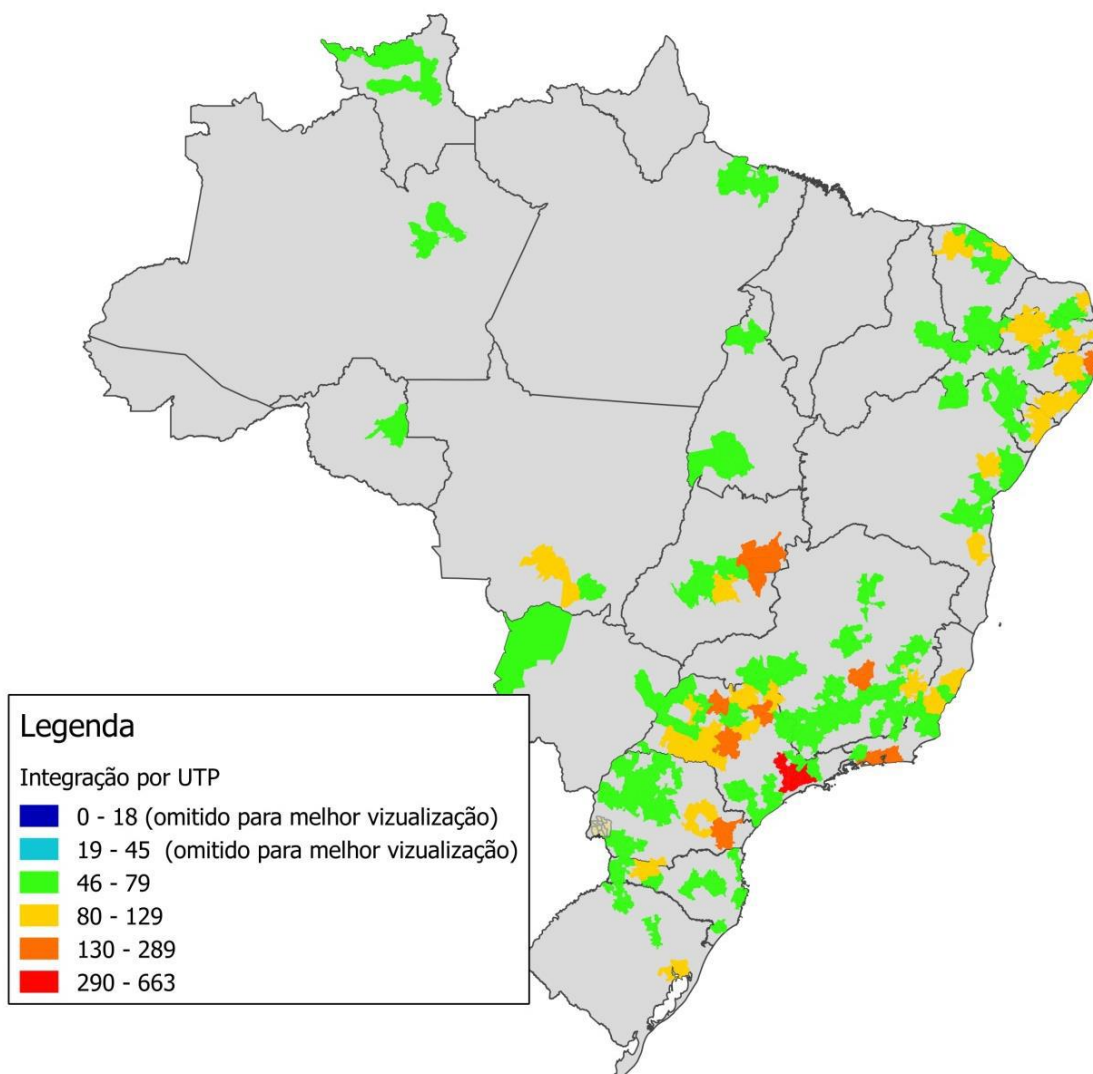 Legenda
Integração por UTP
0 - 18 (omitido para melhor vizualização)
19 - 45 (omitido para melhor vizualização)
46 - 79
80 - 129
130 - 289
290 - 663